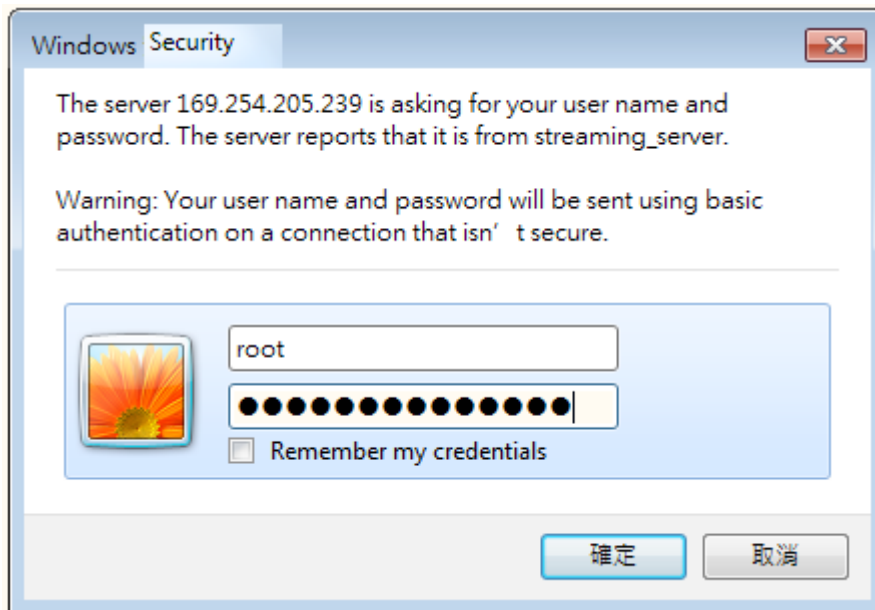 Windows Security
The server 169.254.205.239 is asking for your user name and
password. The server reports that it is from streaming_server.
Warning: Your user name and password will be sent using basic
authentication on a connection that isn’ t secure.
root
●●●●●●●●●●●●●●
Remember my credentials
確定
取消